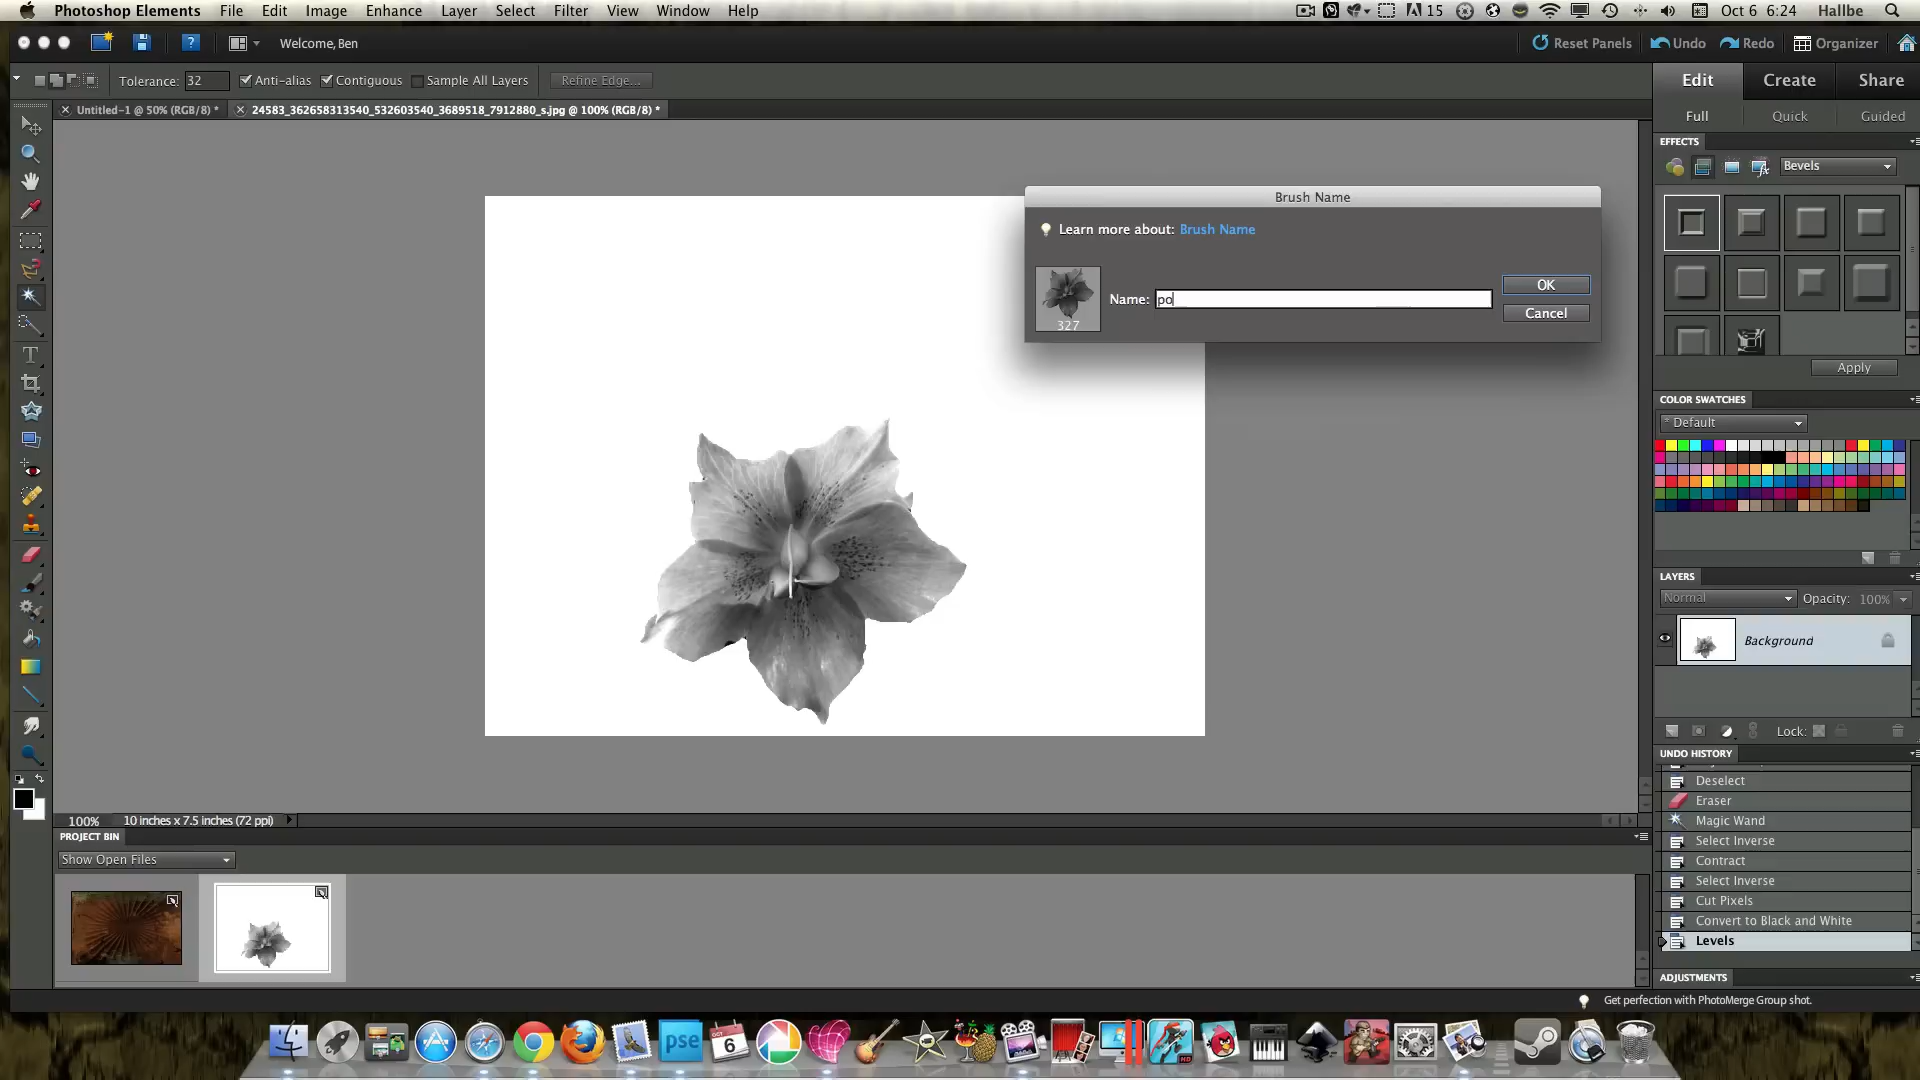 Photoshop Elements File Edit Image Enhance Layer Select Filter View Window Help 15 Oct 6 6:24 Hallbe
Welcome, Ben Reset Panels Undo Redo Organizer
Tolerance: 32 Anti-alias Contiguous Sample All Layers Refine Edge... Edit Create Share
Untitled-1 @ 50% (RGB/8) * 24583_362658313540_532603540_3689518_7912880_s.jpg @ 100% (RGB/8) * Full Quick Guided
EFFECTS
Bevels
Brush Name
Learn more about: Brush Name
Name: po OK
Cancel
327
Apply
COLOR SWATCHES
* Default
LAYERS
Normal Opacity: 100%
Background
Lock:
UNDO HISTORY
Deselect
Eraser
Magic Wand
Select Inverse
Contract
Select Inverse
Cut Pixels
Convert to Black and White
Levels
ADJUSTMENTS
100% 10 inches x 7.5 inches (72 ppi)
PROJECT BIN
Show Open Files
Get perfection with PhotoMerge Group shot.
pse
OCT
6
HD